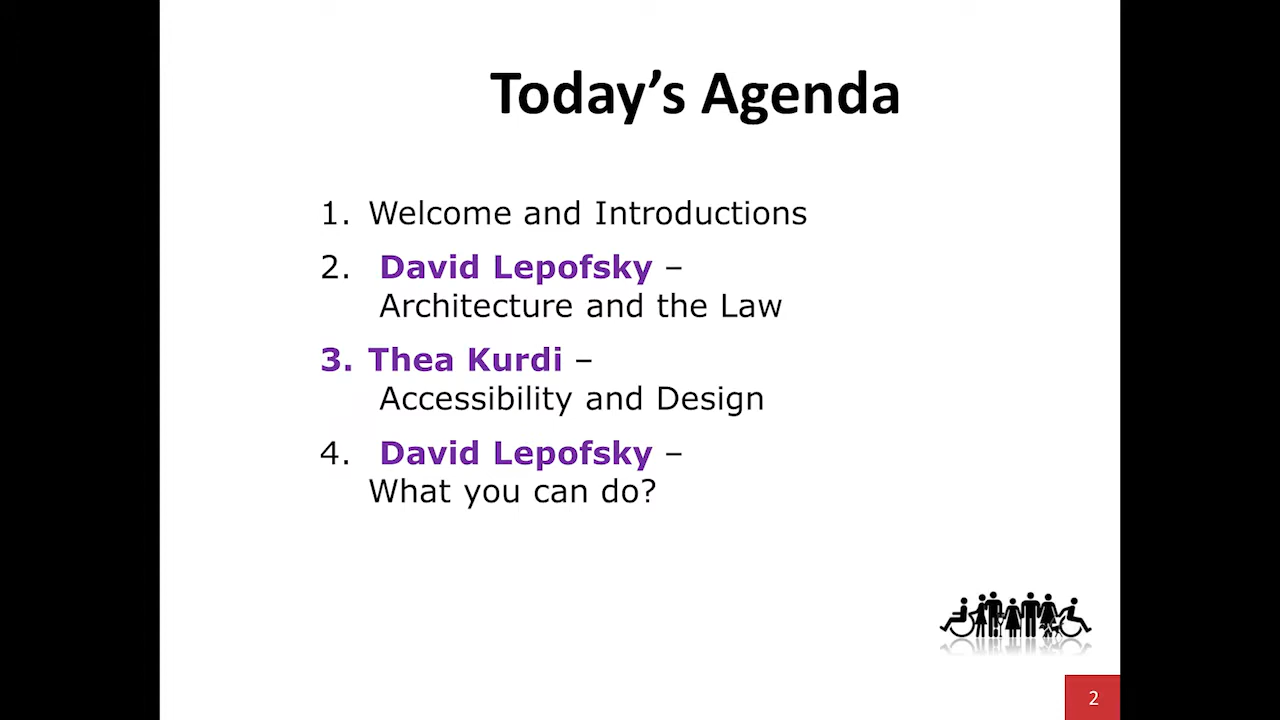 Today’s Agenda
1. Welcome and Introductions
2. David Lepofsky –
Architecture and the Law
3. Thea Kurdi –
Accessibility and Design
4. David Lepofsky –
What you can do?
2